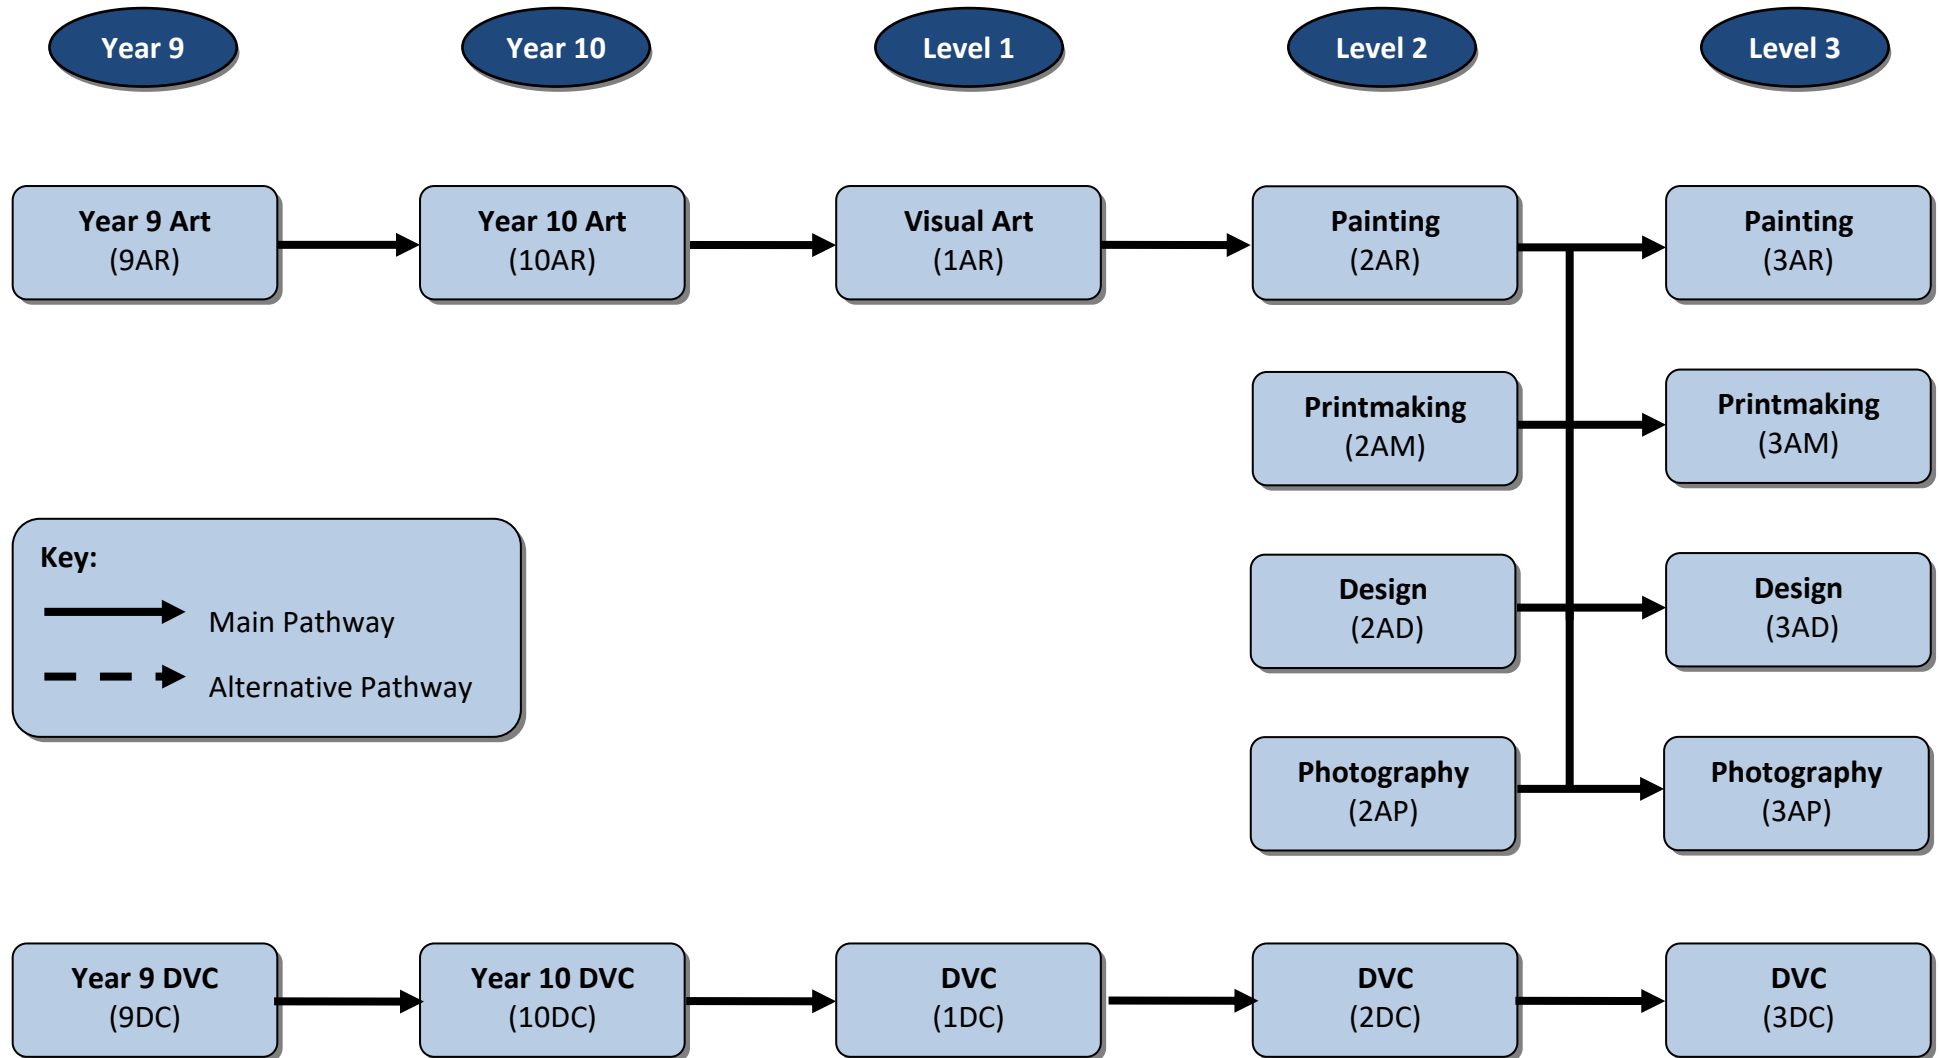 Year 9
Year 10
Level 1
Level 2
Level 3
Year 9 Art
(9AR)
Year 10 Art
(10AR)
Visual Art
(1AR)
Painting
(2AR)
Painting
(3AR)
Printmaking
(2AM)
Printmaking
(3AM)
Key:
Main Pathway
Alternative Pathway
Design
(2AD)
Design
(3AD)
Photography
(2AP)
Photography
(3AP)
Year 9 DVC
(9DC)
Year 10 DVC
(10DC)
DVC
(1DC)
DVC
(2DC)
DVC
(3DC)